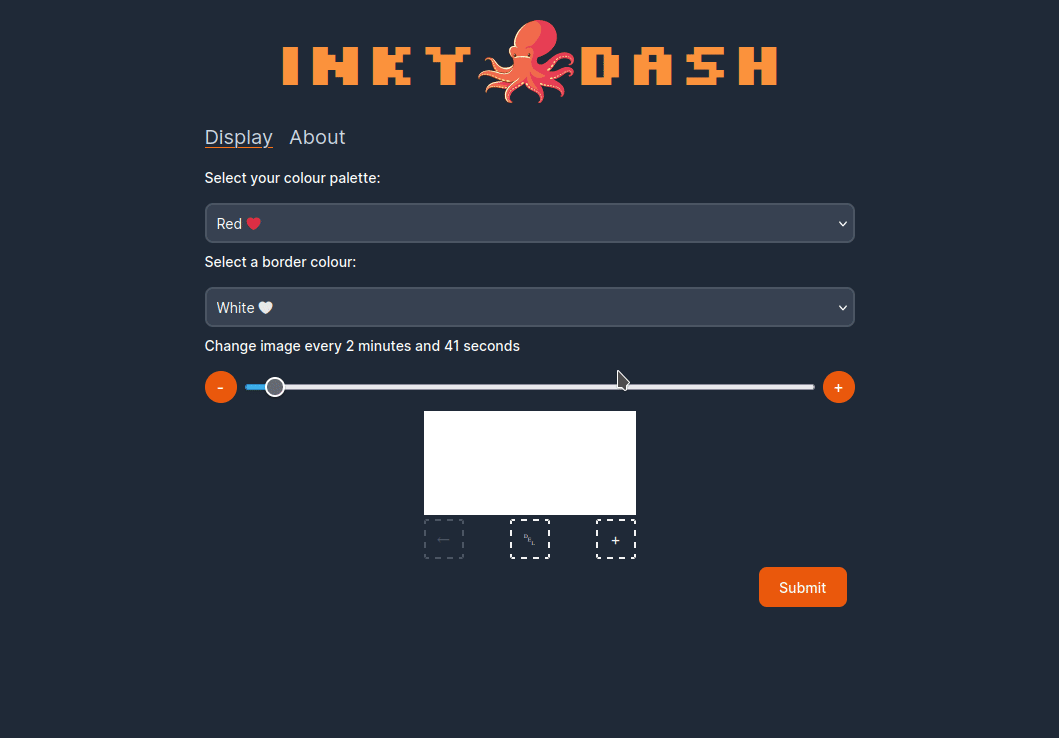 INKY DASH
Display About
Select your colour palette:
Red ❤️
Select a border colour:
White 🤍
Change image every 2 minutes and 41 seconds
- +
← DEL +
Submit